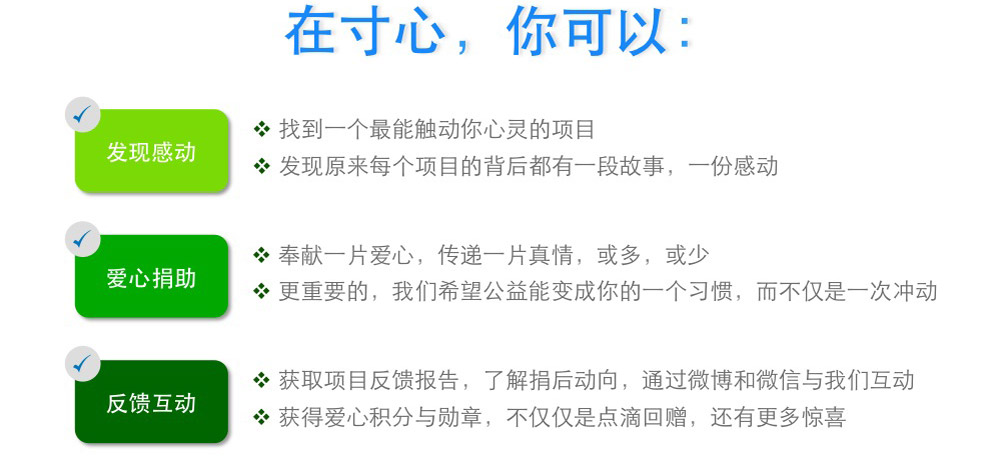 在寸心，你可以：
发现感动
找到一个最能触动你心灵的项目
发现原来每个项目的背后都有一段故事，一份感动
爱心捐助
奉献一片爱心，传递一片真情，或多，或少
更重要的，我们希望公益能变成你的一个习惯，而不仅是一次冲动
反馈互动
获取项目反馈报告，了解捐后动向，通过微博和微信与我们互动
获得爱心积分与勋章，不仅仅是点滴回赠，还有更多惊喜